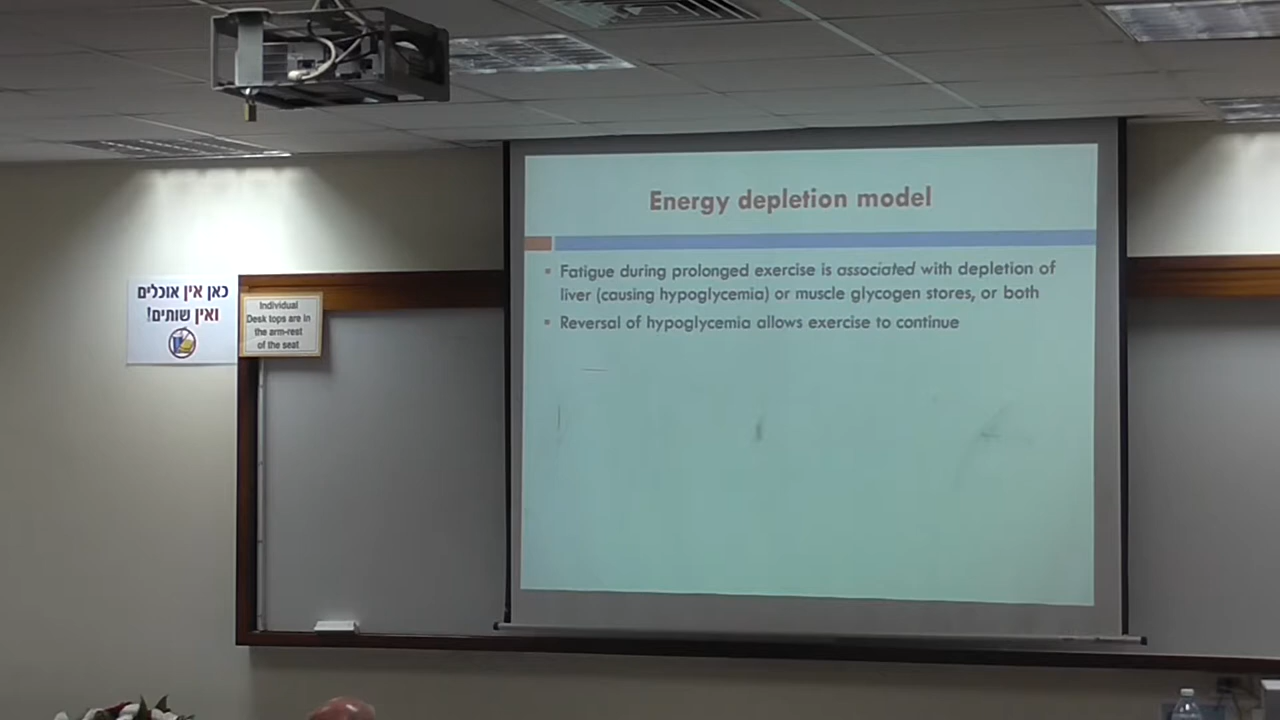 Energy depletion model
Fatigue during prolonged exercise is associated with depletion of
liver (causing hypoglycemia) or muscle glycogen stores, or both
Reversal of hypoglycemia allows exercise to continue
כאן אין אוכלים
ואין שותים!
Individual
Desk tops are in
the arm-rest
of the seat